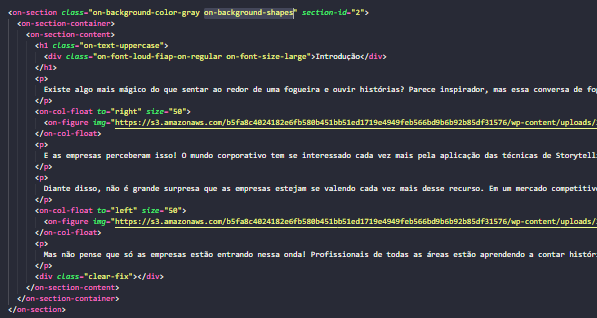 <on-section class="on-background-color-gray on-background-shapes" section-id="2">
<on-section-container>
<on-section-content>
<h1 class="on-text-uppercase">
<div class="on-font-loud-fiap-on-regular on-font-size-large">Introdução</div>
</h1>
<p>
Existe algo mais mágico do que sentar ao redor de uma fogueira e ouvir histórias? Parece inspirador, mas essa conversa de
</p>
<on-col-float to="right" size="50">
<on-figure img="https://s3.amazonaws.com/b5fa8c4024182e6fb580b451bb51ed1719e4949feb566bd9b6b92b85df31576/wp-content/uploads/
</on-col-float>
<p>
E as empresas perceberam isso! O mundo corporativo tem se interessado cada vez mais pela aplicação das técnicas de Storytell
</p>
<p>
Diante disso, não é grande surpresa que as empresas estejam se valendo cada vez mais desse recurso. Em um mercado competitiv
</p>
<on-col-float to="left" size="50">
<on-figure img="https://s3.amazonaws.com/b5fa8c4024182e6fb580b451bb51ed1719e4949feb566bd9b6b92b85df31576/wp-content/uploads/
</on-col-float>
<p>
Mas não pense que só as empresas estão entrando nessa onda! Profissionais de todas as áreas estão aprendendo a contar histór
</p>
<div class="clear-fix"></div>
</on-section-content>
</on-section-container>
</on-section>